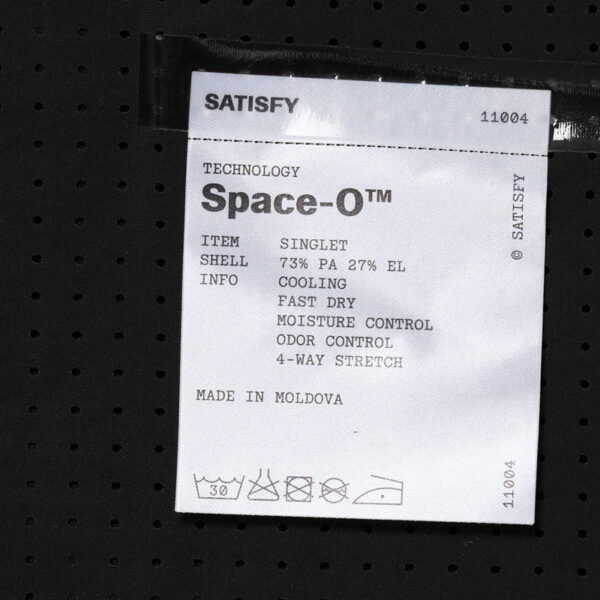 SATISFY
11004
TECHNOLOGY
Space-O™
ITEM SINGLET
SHELL 73% PA 27% EL
INFO COOLING
FAST DRY
MOISTURE CONTROL
ODOR CONTROL
4-WAY STRETCH
MADE IN MOLDOVA
30
© SATISFY
11004